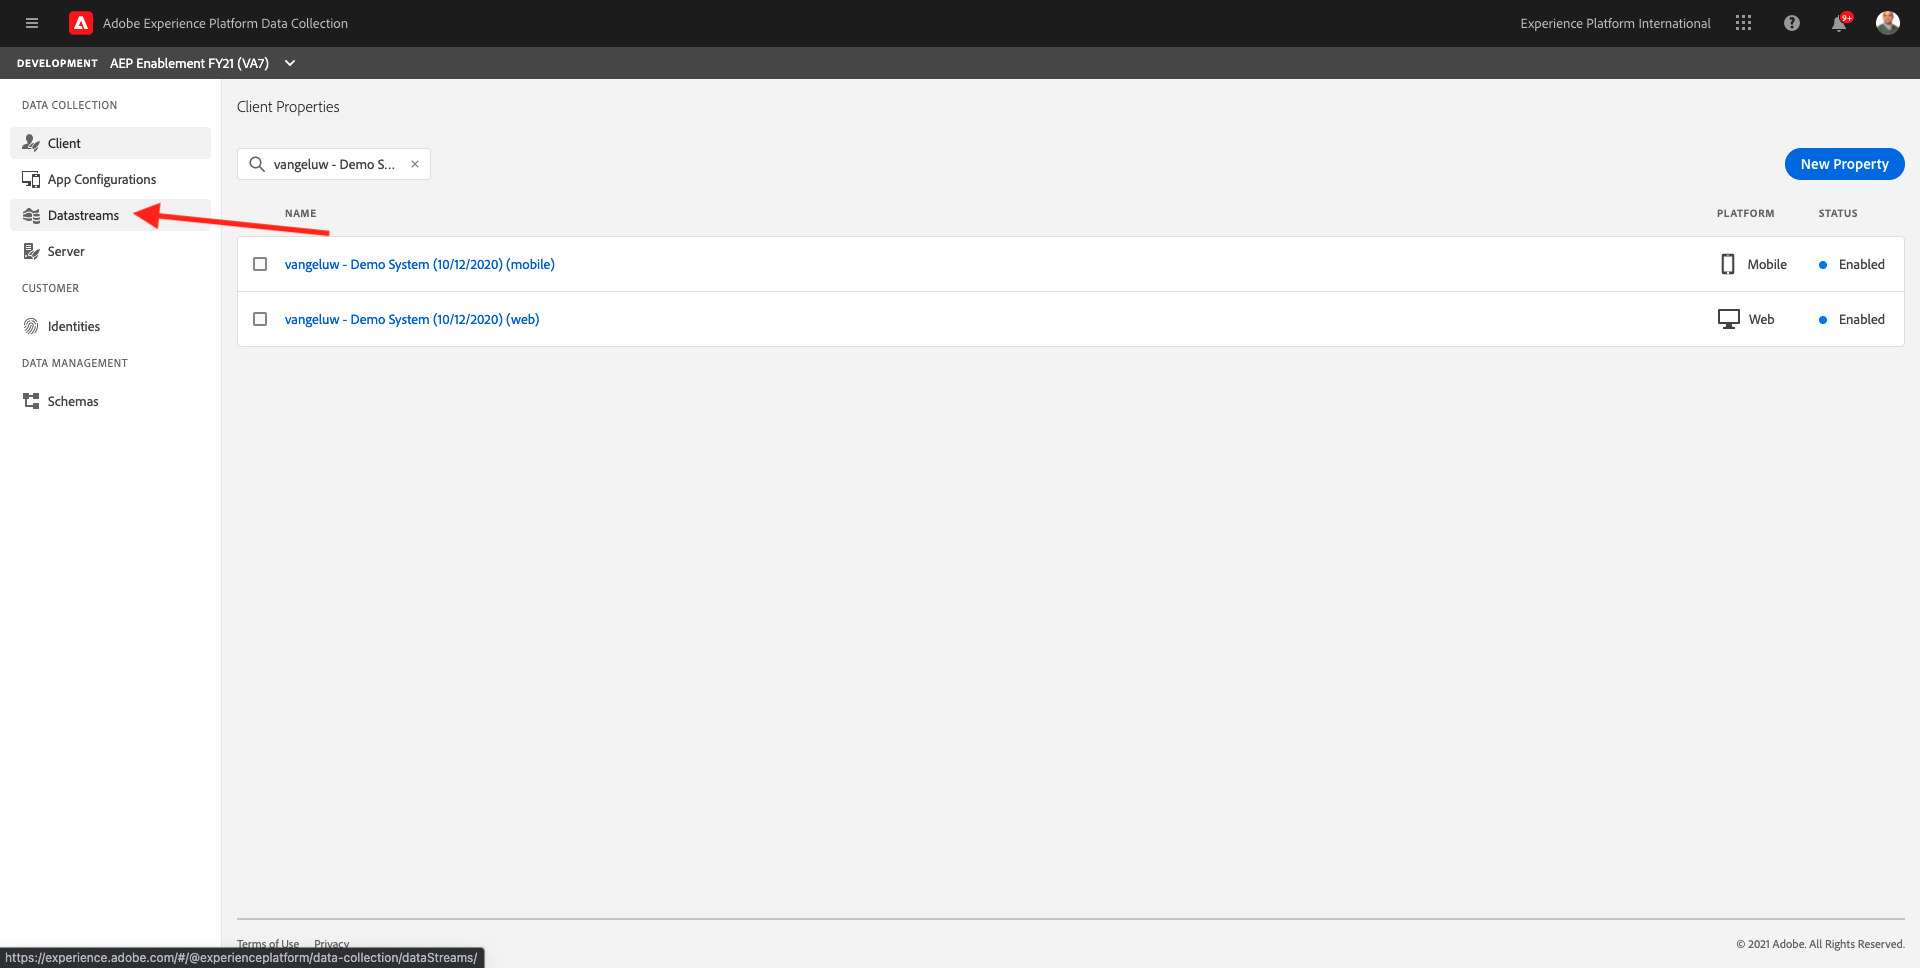 Adobe Experience Platform Data Collection
Experience Platform International
9+
DEVELOPMENT AEP Enablement FY21 (VA7)
DATA COLLECTION
Client
App Configurations
Datastreams
Server
CUSTOMER
Identities
DATA MANAGEMENT
Schemas
Client Properties
vangeluw - Demo S...
New Property
NAME PLATFORM STATUS
vangeluw - Demo System (10/12/2020) (mobile) Mobile Enabled
vangeluw - Demo System (10/12/2020) (web) Web Enabled
Terms of Use Privacy
© 2021 Adobe. All Rights Reserved.
https://experience.adobe.com/#/@experienceplatform/data-collection/dataStreams/